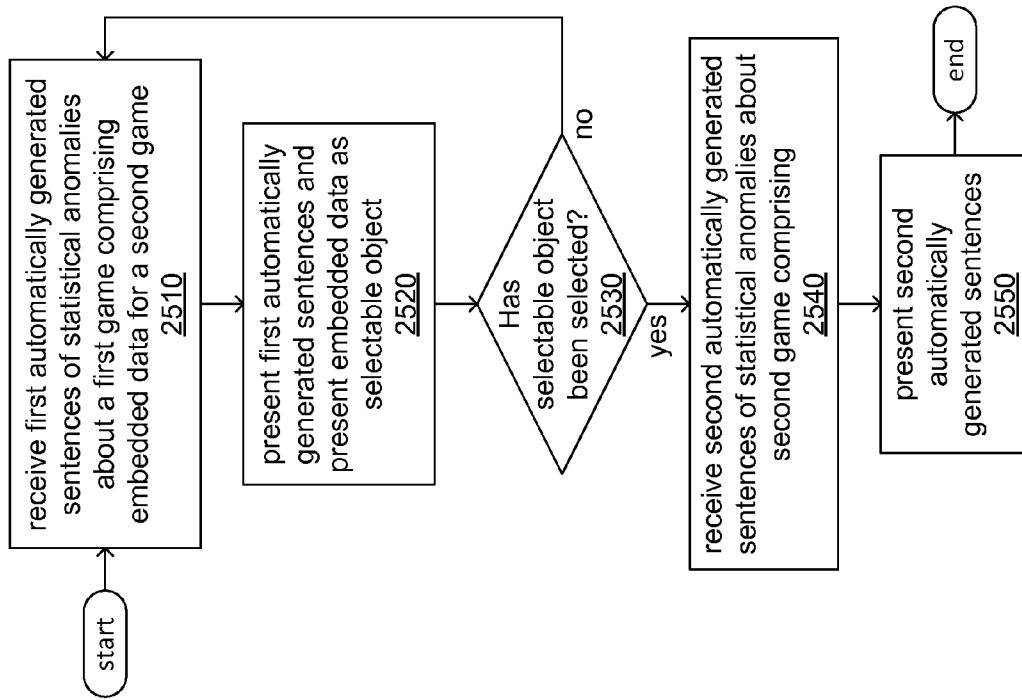 start
receive first automatically generated
sentences of statistical anomalies
about a first game comprising
embedded data for a second game
2510
present first automatically
generated sentences and
present embedded data as
selectable object
2520
Has
selectable object
been selected?
2530
no
yes
receive second automatically generated
sentences of statistical anomalies about
second game comprising
2540
present second
automatically
generated sentences
2550
end